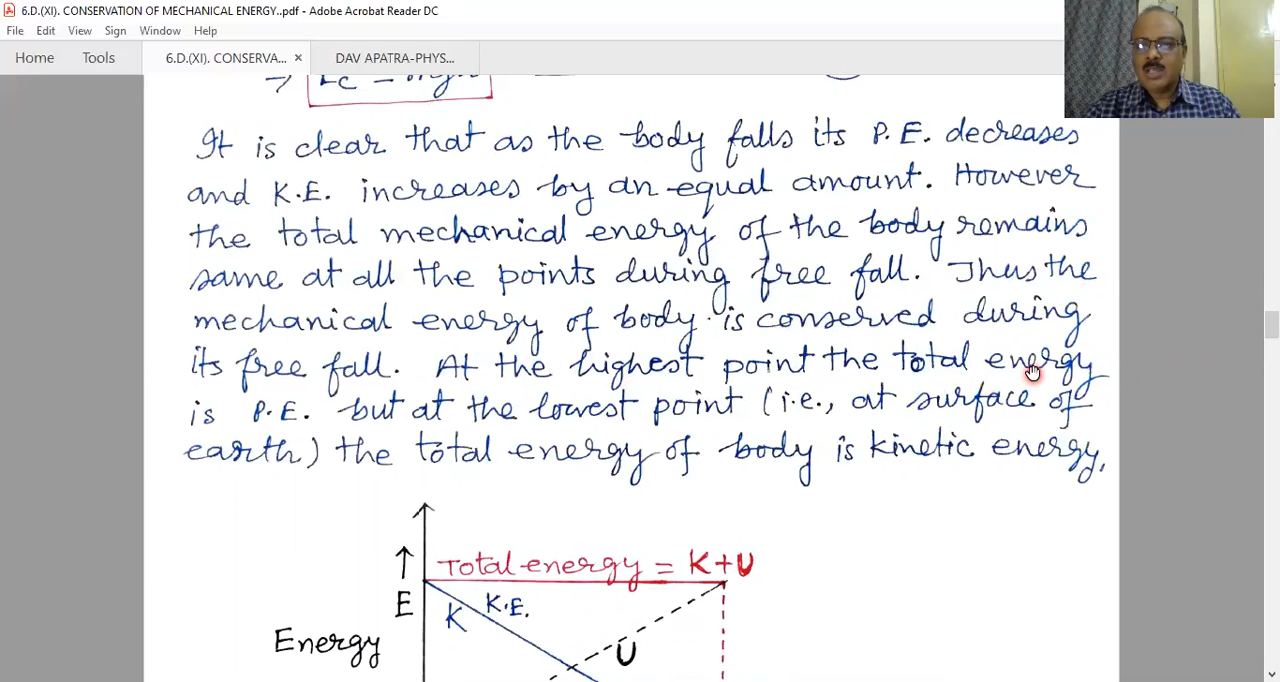 6.D.(XI). CONSERVATION OF MECHANICAL ENERGY..pdf - Adobe Acrobat Reader DC
File Edit View Sign Window Help
Home Tools 6.D.(XI). CONSERVA... × DAV APATRA-PHYS...
It is clear that as the body falls its P.E. decreases
and K.E. increases by an equal amount. However
the total mechanical energy of the body remains
same at all the points during free fall. Thus the
mechanical energy of body is conserved during
its free fall. At the highest point the total energy
is P.E. but at the lowest point (i.e., at surface of
earth) the total energy of body is kinetic energy,
Total energy = K+U
E
K K.E.
Energy
U